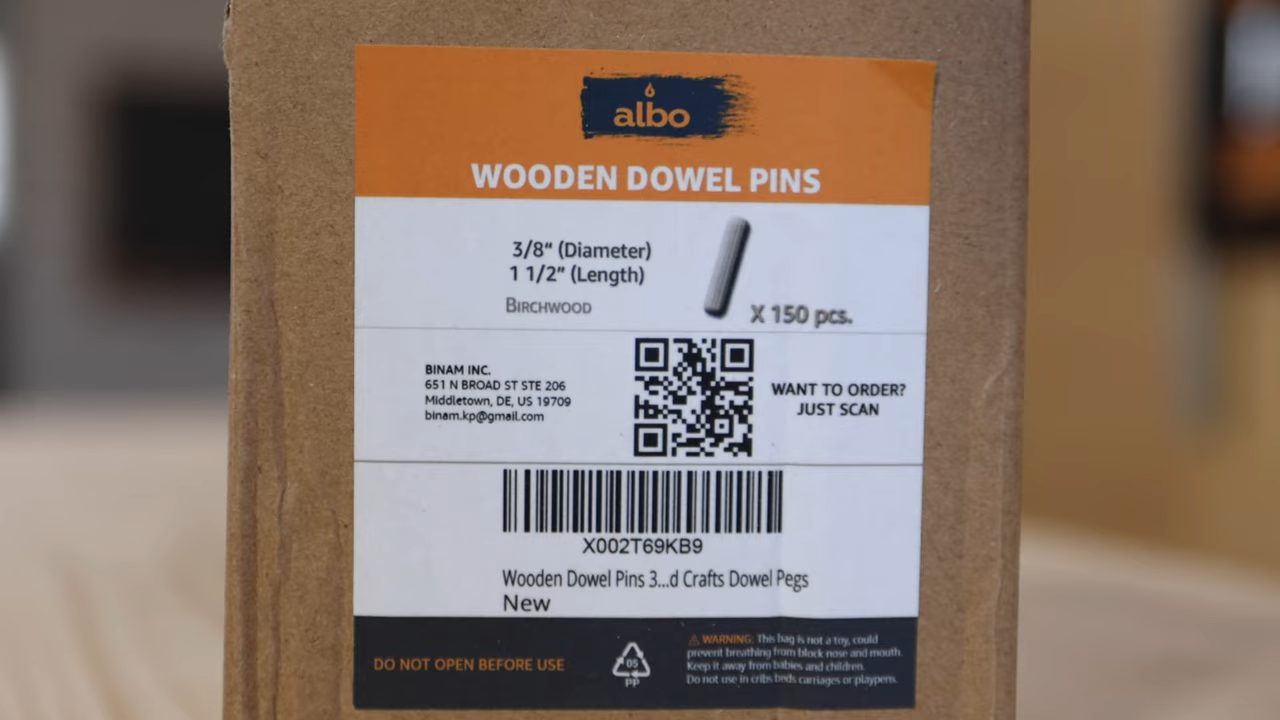 albo
WOODEN DOWEL PINS
3/8“ (Diameter)
1 1/2” (Length)
BIRCHWOOD
X 150 pcs.
BINAM INC.
651 N BROAD ST STE 206
Middletown, DE, US 19709
binam.kp@gmail.com
WANT TO ORDER?
JUST SCAN
X002T69KB9
Wooden Dowel Pins 3...d Crafts Dowel Pegs
New
DO NOT OPEN BEFORE USE
05
PP
WARNING: This bag is not a toy, could
prevent breathing from block nose and mouth.
Keep it away from babies and children.
Do not use in cribs beds carriages or playpens.